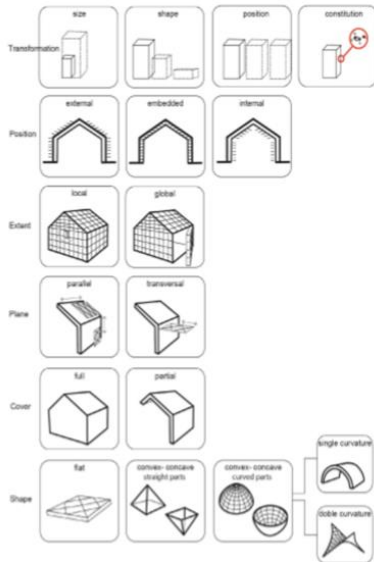 size shape position constitution
Transformation
external embedded internal
Position
local global
Extent
parallel transversal
Plane
full partial
Cover
flat convex- concave convex- concave single curvature
straight parts curved parts
Shape
doble curvature